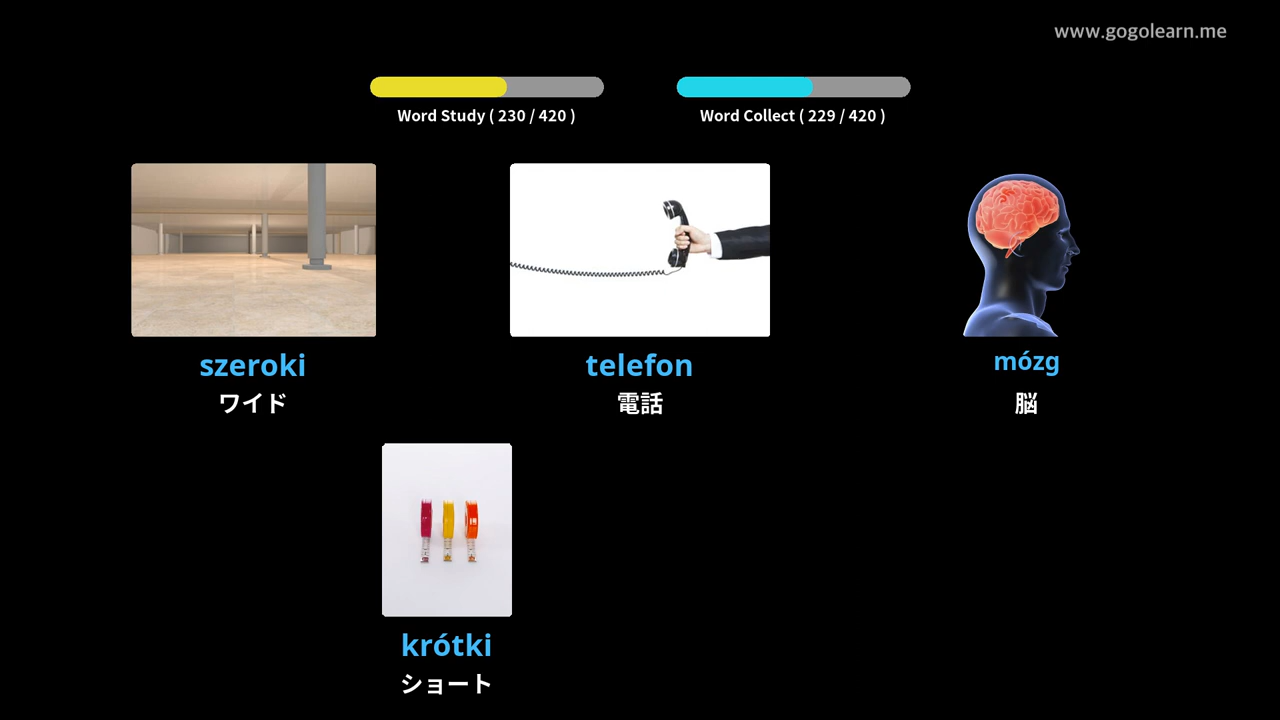 www.gogolearn.me
Word Study ( 230 / 420 )
Word Collect ( 229 / 420 )
szeroki
telefon
mózg
ワイド
電話
脳
krótki
ショート